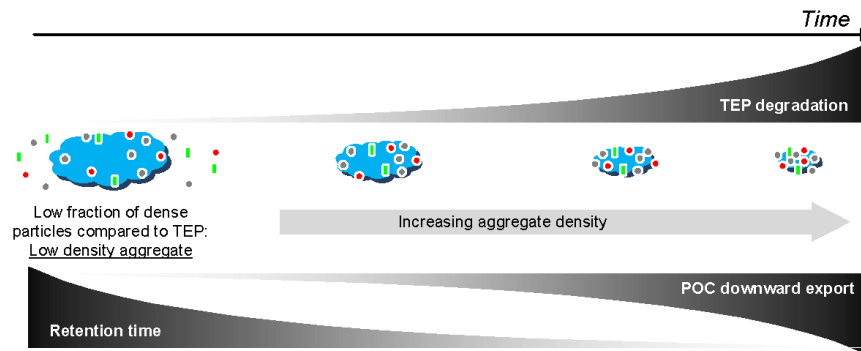 Time
TEP degradation
Low fraction of dense
particles compared to TEP:
Low density aggregate
Increasing aggregate density
POC downward export
Retention time